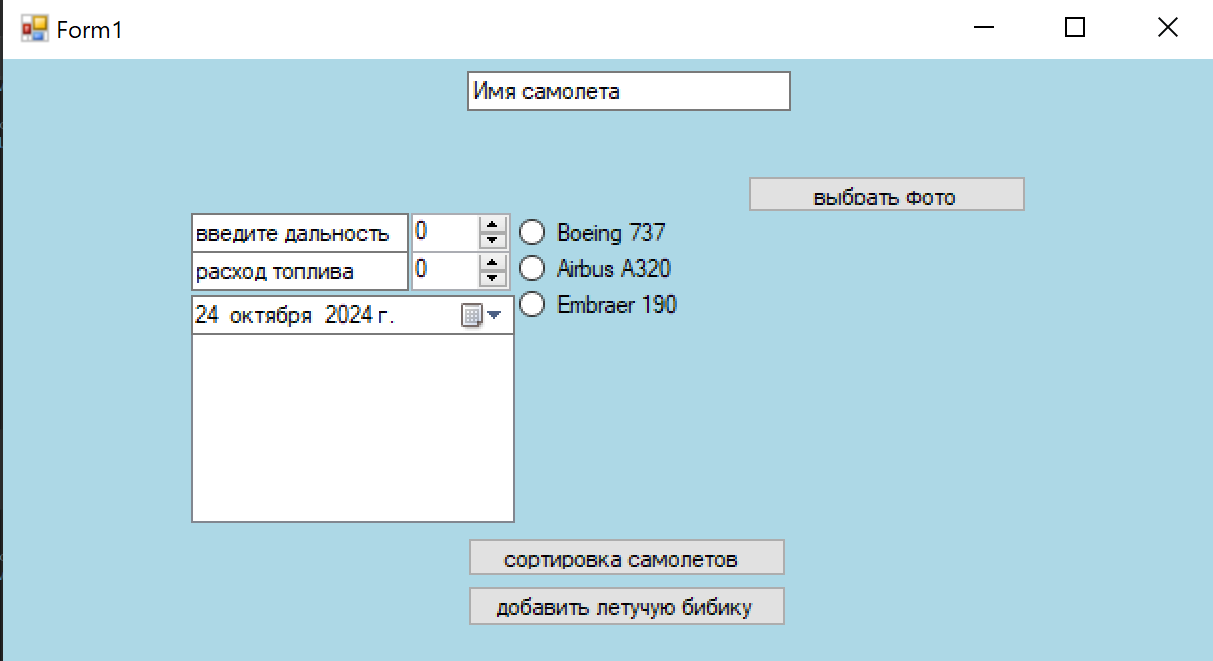 Form1
Имя самолета
выбрать фото
введите дальность 0
Boeing 737
расход топлива 0
Airbus A320
24 октября 2024 г.
Embraer 190
сортировка самолетов
добавить летучую бибику